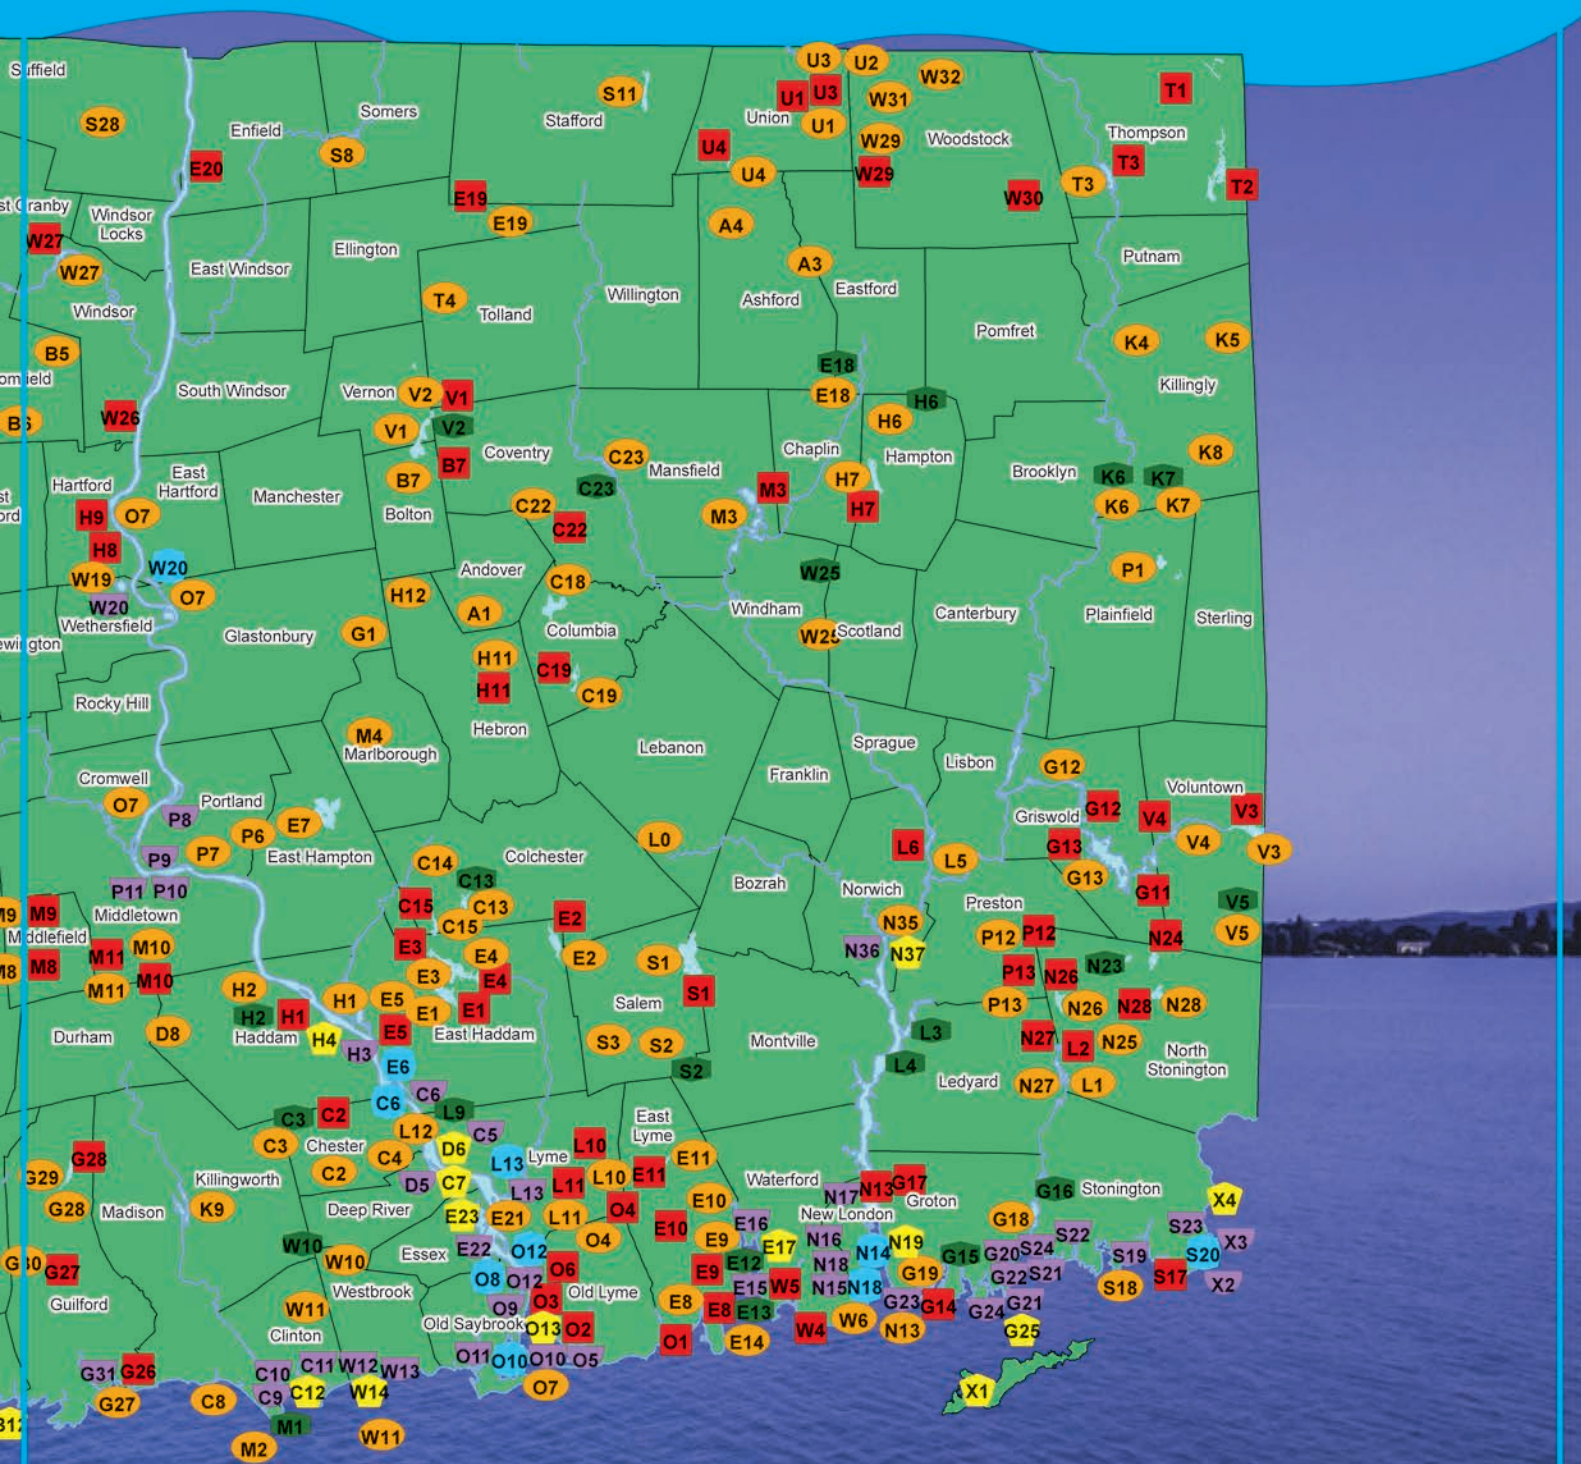 U3
U2
Suffield
W32
S11
U1
U3
W31
T1
Somers
S28
Enfield
Stafford
Union
U1
Woodstock
Thompson
W29
U4
S8
E20
U4
W29
T3
T3
T2
E19
W30
st Granby
Windsor
Locks
E19
A4
W27
Ellington
Putnam
W27
East Windsor
A3
Eastford
T4
Willington
Ashford
Windsor
Tolland
Pomfret
K4
K5
B5
E18
omfield
South Windsor
Vernon
V2
V1
Killingly
E18
H6
W26
H6
B6
V1
V2
Coventry
C23
Chaplin
Hampton
K8
B7
Mansfield
Brooklyn
Hartford
East
Hartford
B7
C23
M3
H7
K6
K7
Manchester
H7
K6
K7
H9
O7
Bolton
C22
M3
C22
H8
W20
Andover
W25
P1
W19
C18
O7
H12
W20
A1
Windham
Canterbury
Plainfield
Wethersfield
Sterling
Glastonbury
G1
Columbia
W25
Scotland
ewington
H11
C19
H11
C19
Rocky Hill
Hebron
M4
Marlborough
Lebanon
Sprague
Lisbon
G12
Cromwell
Franklin
Voluntown
O7
Portland
G12
V3
P8
E7
Griswold
V4
P6
L0
L6
G13
V4
V3
P9
P7
East Hampton
C14
Colchester
L5
G13
C13
Bozrah
Norwich
P11
P10
G11
V5
M9
M9
Middletown
C15
C13
E2
Preston
Middlefield
M10
C15
N35
P12
P12
N24
V5
M11
E3
E4
E2
S1
N36
N37
M8
M8
N23
M10
E3
E4
P13
N26
M11
H2
H1
E5
E1
E1
S1
P13
N26
N28
N28
H2
H1
Salem
D8
Haddam
H4
E5
East Haddam
S3
S2
Montville
L3
N27
L2
N25
Durham
H3
North
Stonington
E6
S2
L4
Ledyard
N27
L1
C6
C6
C3
C2
L9
East
Lyme
L12
C5
C3
Chester
D6
L10
G28
C4
L13
Lyme
E11
G29
C2
L10
E11
Killingworth
D5
C7
L13
L11
Waterford
N13
G17
G16
Stonington
X4
G28
Madison
K9
Deep River
E23
E21
L11
O4
E10
N17
Groton
New London
G18
E10
E16
S23
W10
E22
O12
O4
E9
E17
N16
N14
N19
S24
S22
X3
G30
W10
Essex
O6
E12
N18
G15
G20
S19
S20
G27
O8
O12
E9
W5
G19
G22
S21
S17
X2
Westbrook
Old Lyme
E15
N15
N18
S18
Guilford
W11
O9
O3
E8
E8
E13
G23
G14
G21
G24
Old Saybrook
O13
O2
W4
W6
N13
G25
Clinton
O1
E14
O11
O10
O10
O5
G31
G26
C10
C11
W12
W13
G27
C8
C9
C12
W14
O7
X1
M1
W11
M2